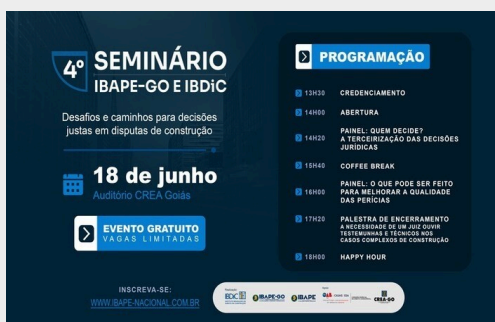 4º SEMINÁRIO
IBAPE-GO E IBDiC
Desafios e caminhos para decisões
justas em disputas de construção
18 de junho
Auditório CREA Goiás
EVENTO GRATUITO
VAGAS LIMITADAS
INSCREVA-SE:
WWW.IBAPE-NACIONAL.COM.BR
PROGRAMAÇÃO
13H30 CREDENCIAMENTO
14H00 ABERTURA
14H20 PAINEL: QUEM DECIDE?
A TERCEIRIZAÇÃO DAS DECISÕES
JURÍDICAS
15H40 COFFEE BREAK
16H00 PAINEL: O QUE PODE SER FEITO
PARA MELHORAR A QUALIDADE
DAS PERÍCIAS
17H20 PALESTRA DE ENCERRAMENTO
A NECESSIDADE DE UM JUIZ OUVIR
TESTEMUNHAS E TÉCNICOS NOS
CASOS COMPLEXOS DE CONSTRUÇÃO
18H00 HAPPY HOUR
IBAPE-GO
IBAPE
CREA-GO